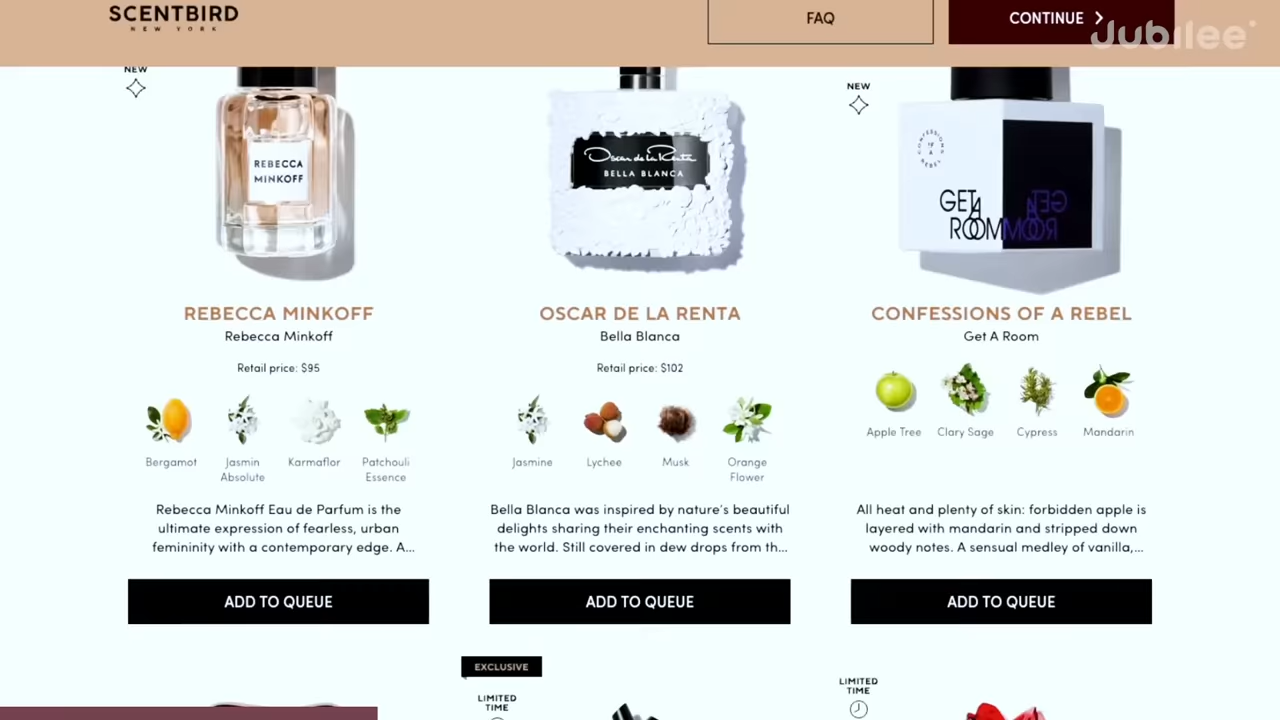 SCENTBIRD
NEW YORK
FAQ
CONTINUE
Jubilee
NEW
NEW
REBECCA
MINKOFF
Oscar de la Renta
BELLA BLANCA
CONFESSIONS OF A REBEL
GET A ROOM
REBECCA MINKOFF
Rebecca Minkoff
Retail price: $95
Bergamot
Jasmin
Absolute
Karmaflor
Patchouli
Essence
Rebecca Minkoff Eau de Parfum is the
ultimate expression of fearless, urban
femininity with a contemporary edge. A...
ADD TO QUEUE
OSCAR DE LA RENTA
Bella Blanca
Retail price: $102
Jasmine
Lychee
Musk
Orange
Flower
Bella Blanca was inspired by nature's beautiful
delights sharing their enchanting scents with
the world. Still covered in dew drops from th...
ADD TO QUEUE
CONFESSIONS OF A REBEL
Get A Room
Apple Tree
Clary Sage
Cypress
Mandarin
All heat and plenty of skin: forbidden apple is
layered with mandarin and stripped down
woody notes. A sensual medley of vanilla,...
ADD TO QUEUE
EXCLUSIVE
LIMITED
TIME
LIMITED
TIME